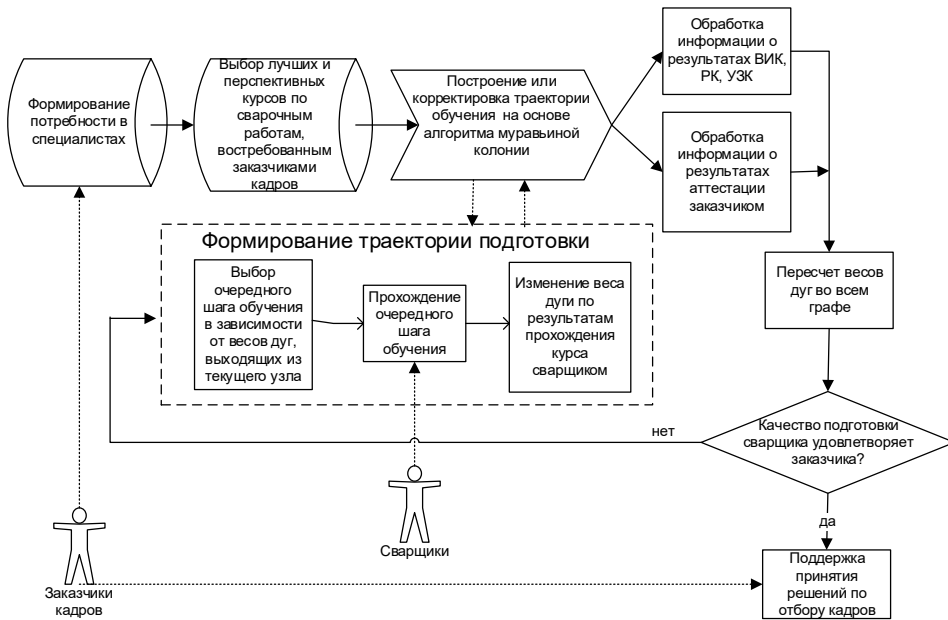 Формирование
потребности в
специалистах
Выбор лучших и
перспективных
курсов по
сварочным
работам,
востребованным
заказчиками
кадров
Построение или
корректировка траектории
обучения на основе
алгоритма муравьиной
колонии
Обработка
информации о
результатах ВИК,
РК, УЗК
Обработка
информации о
результатах
аттестации
заказчиком
Формирование траектории подготовки
Выбор
очередного
шага обучения
в зависимости
от весов дуг,
выходящих из
текущего узла
Прохождение
очередного
шага
обучения
Изменение веса
дуги по
результатам
прохождения
курса
сварщиком
Пересчет весов
дуг во всем
графе
Качество подготовки
сварщика удовлетворяет
заказчика?
нет
да
Сварщики
Заказчики
кадров
Поддержка
принятия
решений по
отбору кадров